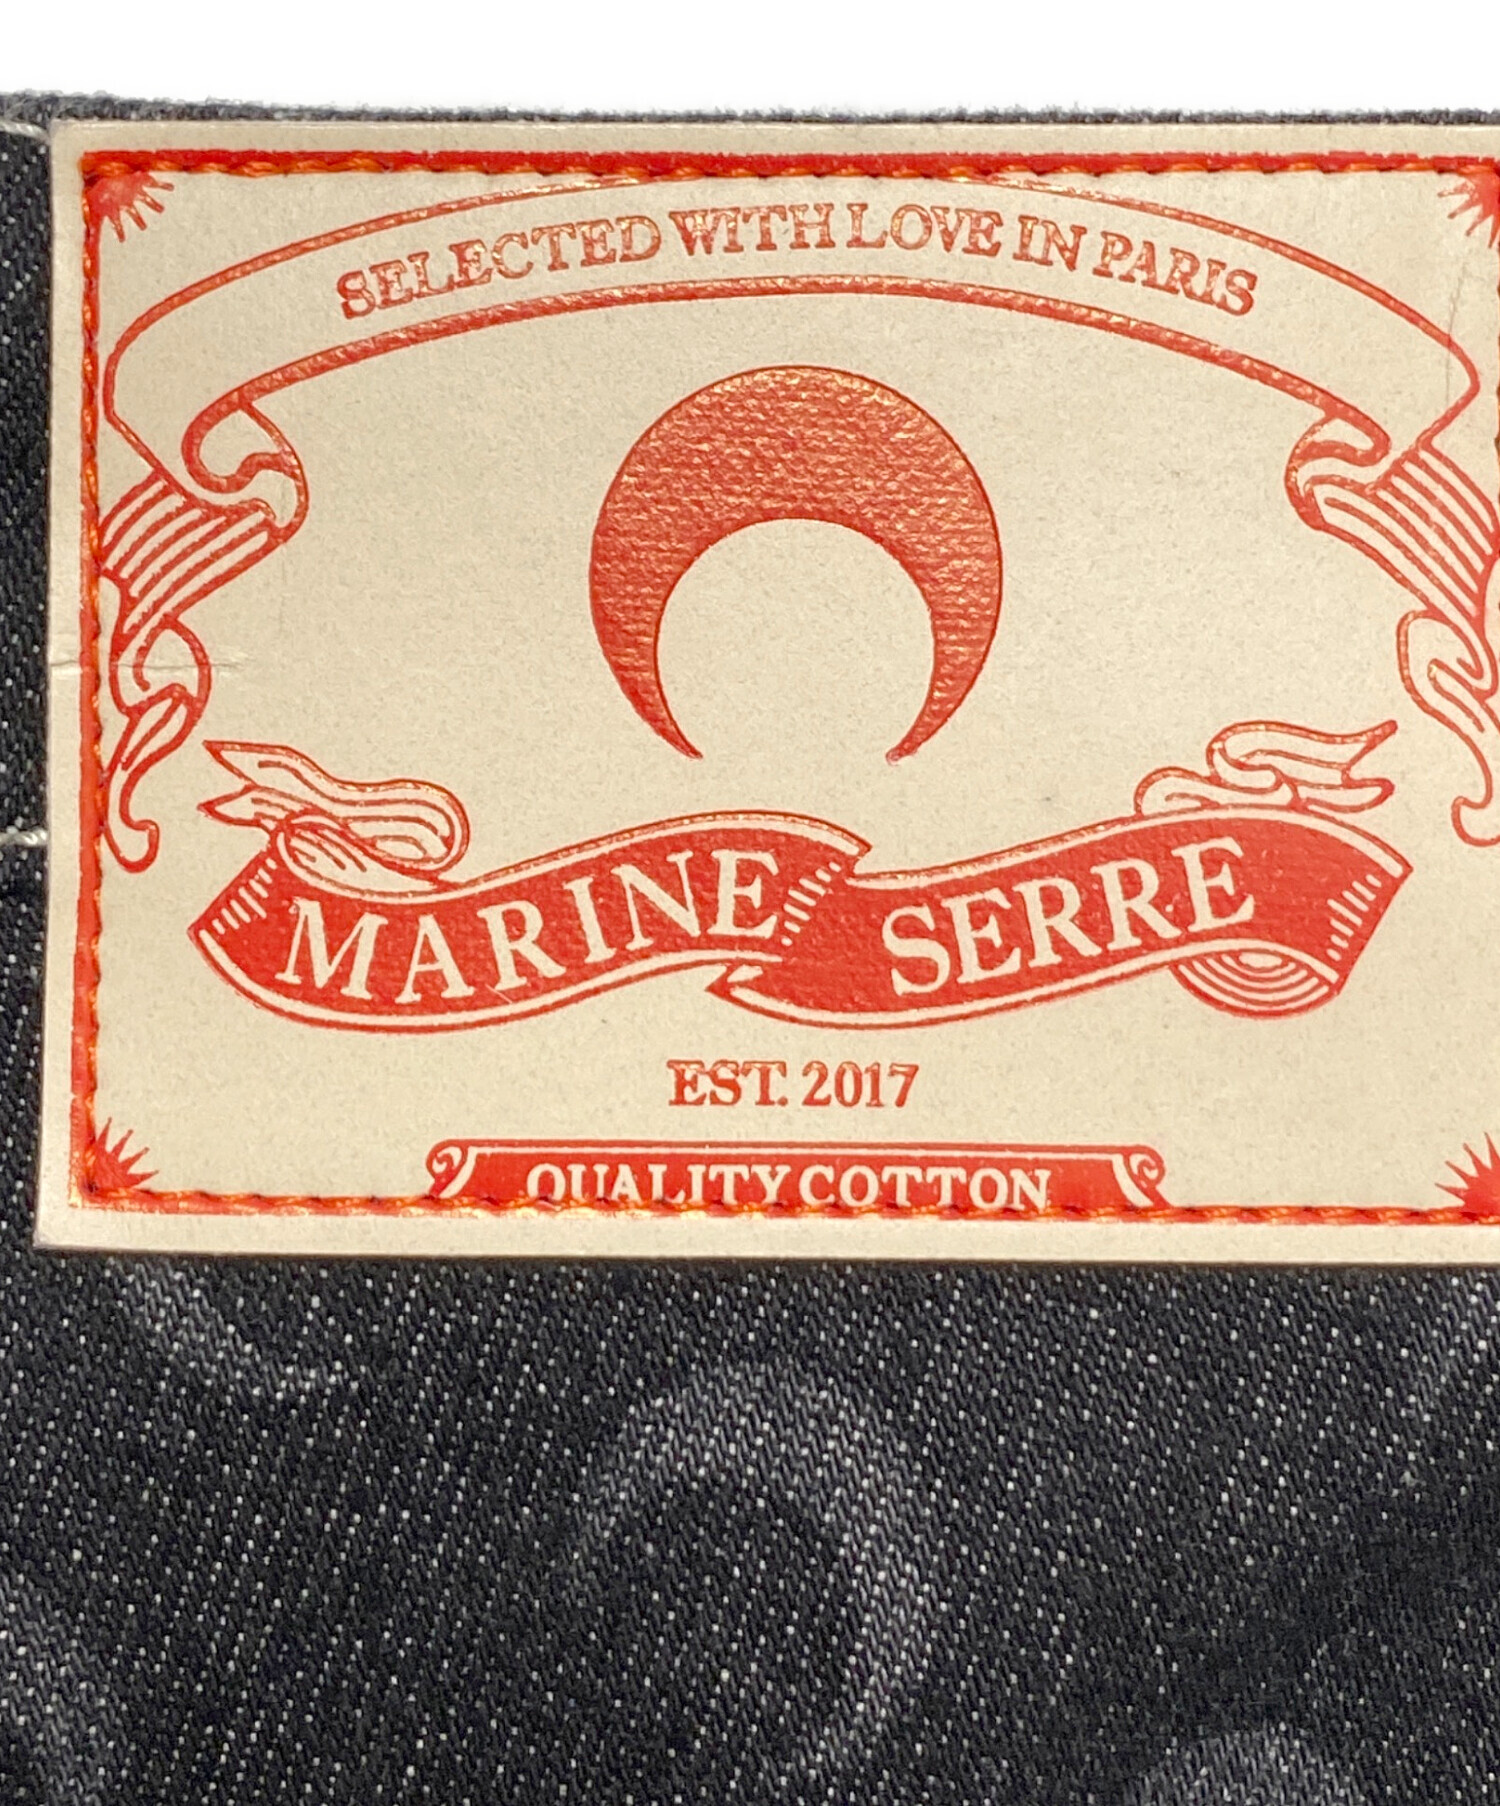 SELECTED WITH LOVE IN PARIS
MARINE SERRE
EST. 2017
QUALITY COTTON